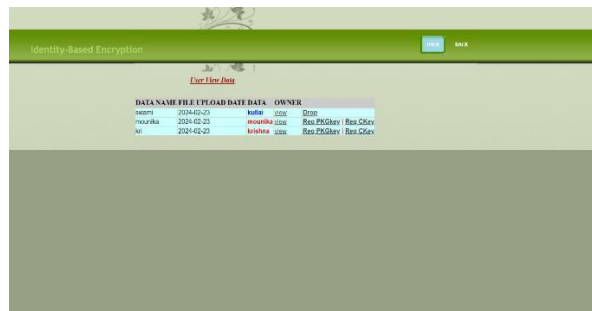 Identity-Based Encryption
BACK
User View Data
DATA NAME FILE UPLOAD DATE DATA OWNER
swami 2024-02-23 kullai view Drop
mounika 2024-02-23 mounika view Req PKGkey | Req CKey
kri 2024-02-23 krishna view Req PKGkey | Req CKey